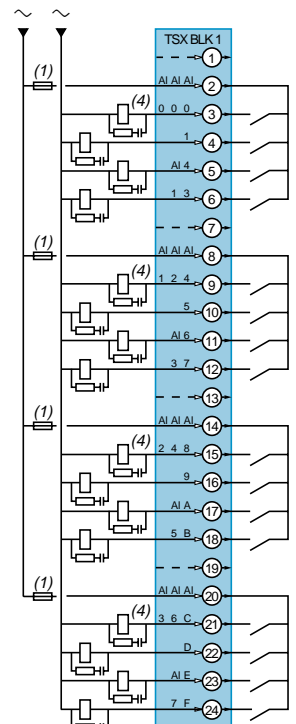 TSX BLK 1
1
(1) AI AI AI 2
(4) 0 0 0 3
1 4
AI 4 5
1 3 6
7
(1) AI AI AI 8
(4) 1 2 4 9
5 10
AI 6 11
3 7 12
13
(1) AI AI AI 14
(4) 2 4 8 15
9 16
AI A 17
5 B 18
19
(1) AI AI AI 20
(4) 3 6 C 21
D 22
AI E 23
7 F 24